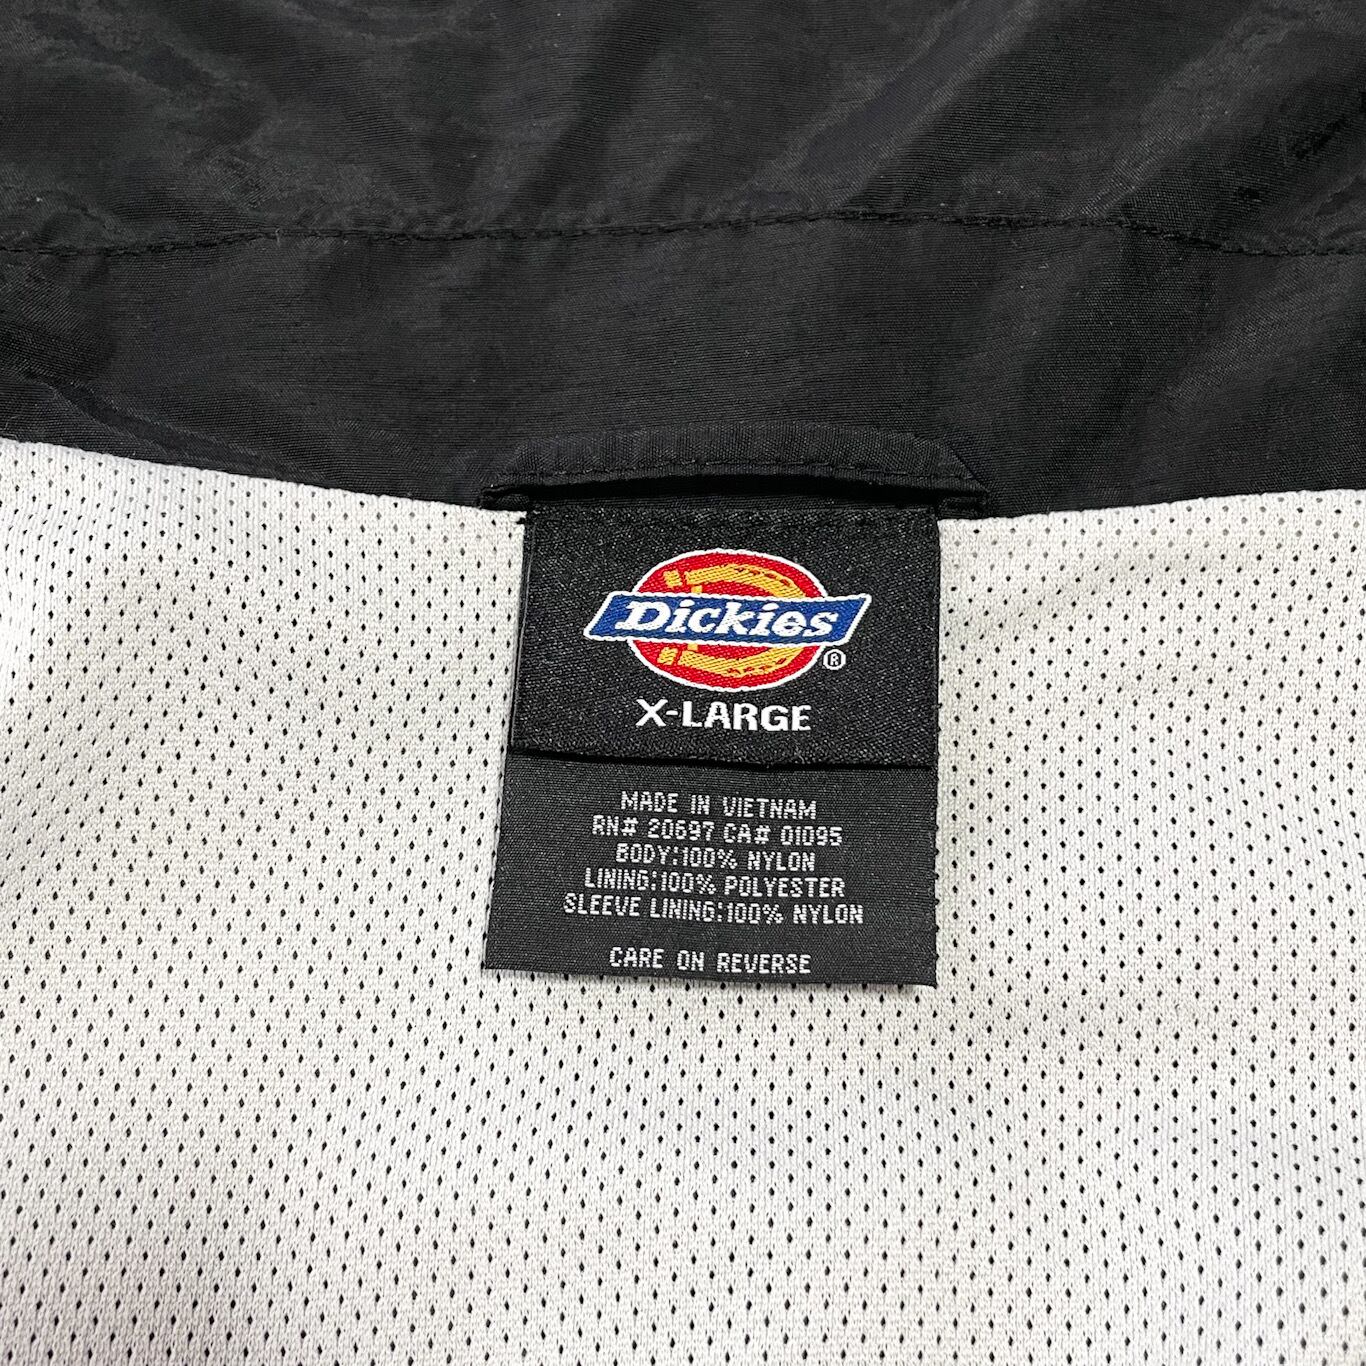 Dickies®
X-LARGE
MADE IN VIETNAM
RN# 20697 CA# 01095
BODY:100% NYLON
LINING:100% POLYESTER
SLEEVE LINING:100% NYLON
CARE ON REVERSE